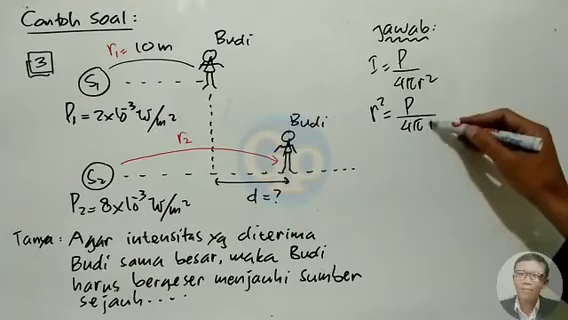 Contoh Soal:
3
r₁ = 10 m
Budi
S₁
P₁ = 2×10⁻³ W/m²
r₂
Budi
S₂
d = ?
P₂ = 8×10⁻³ W/m²
Tanya: Agar intensitas yg diterima
Budi sama besar, maka Budi
harus bergeser menjauhi sumber
sejauh....
Jawab:
I = P / 4πr²
r² = P / 4π